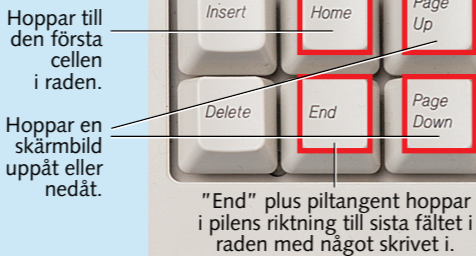 Hoppar till
den första
cellen
i raden.
Hoppar en
skärmbild
uppåt eller
nedåt.
Insert
Home
Page
Up
Delete
End
Page
Down
"End" plus piltangent hoppar
i pilens riktning till sista fältet i
raden med något skrivet i.